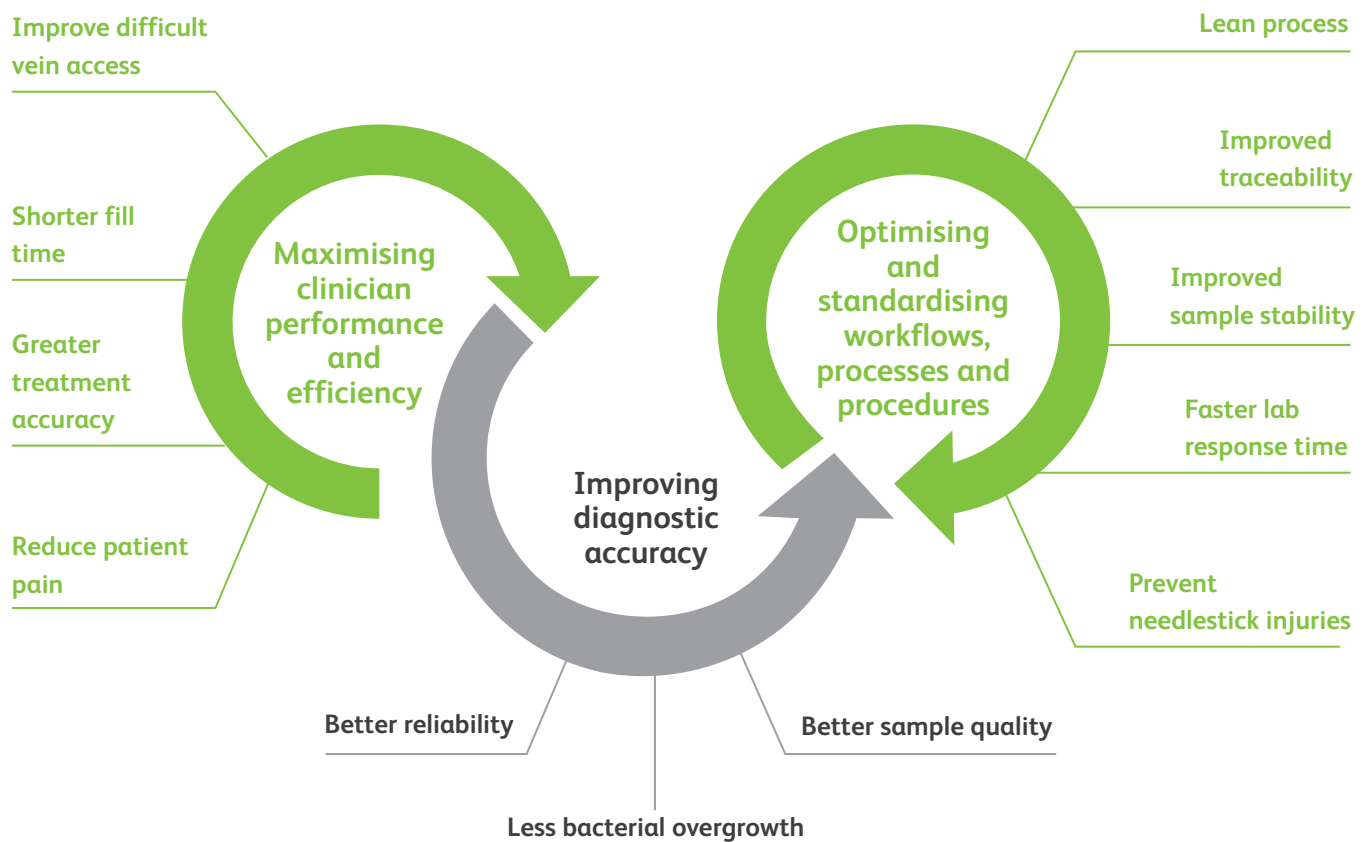 Improve difficult
vein access
Shorter fill
time
Greater
treatment
accuracy
Reduce patient
pain
Maximising
clinician
performance
and
efficiency
Improving
diagnostic
accuracy
Better reliability
Less bacterial overgrowth
Better sample quality
Optimising
and
standardising
workflows,
processes and
procedures
Lean process
Improved
traceability
Improved
sample stability
Faster lab
response time
Prevent
needlestick injuries